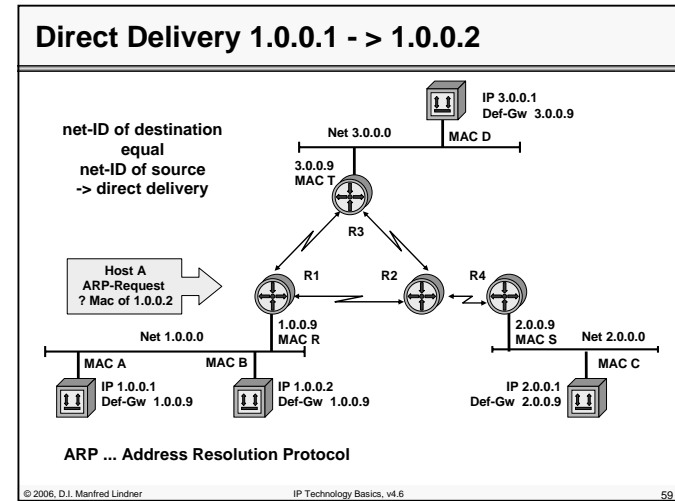 Direct Delivery 1.0.0.1 - > 1.0.0.2
IP 3.0.0.1
Def-Gw 3.0.0.9
net-ID of destination
equal
net-ID of source
-> direct delivery
Net 3.0.0.0
MAC D
3.0.0.9
MAC T
R3
Host A
ARP-Request
? Mac of 1.0.0.2
R1
R2
R4
1.0.0.9
MAC R
Net 1.0.0.0
2.0.0.9
MAC S
Net 2.0.0.0
MAC A
MAC B
MAC C
IP 1.0.0.1
Def-Gw 1.0.0.9
IP 1.0.0.2
Def-Gw 1.0.0.9
IP 2.0.0.1
Def-Gw 2.0.0.9
ARP ... Address Resolution Protocol
© 2006, D.I. Manfred Lindner
IP Technology Basics, v4.6
59